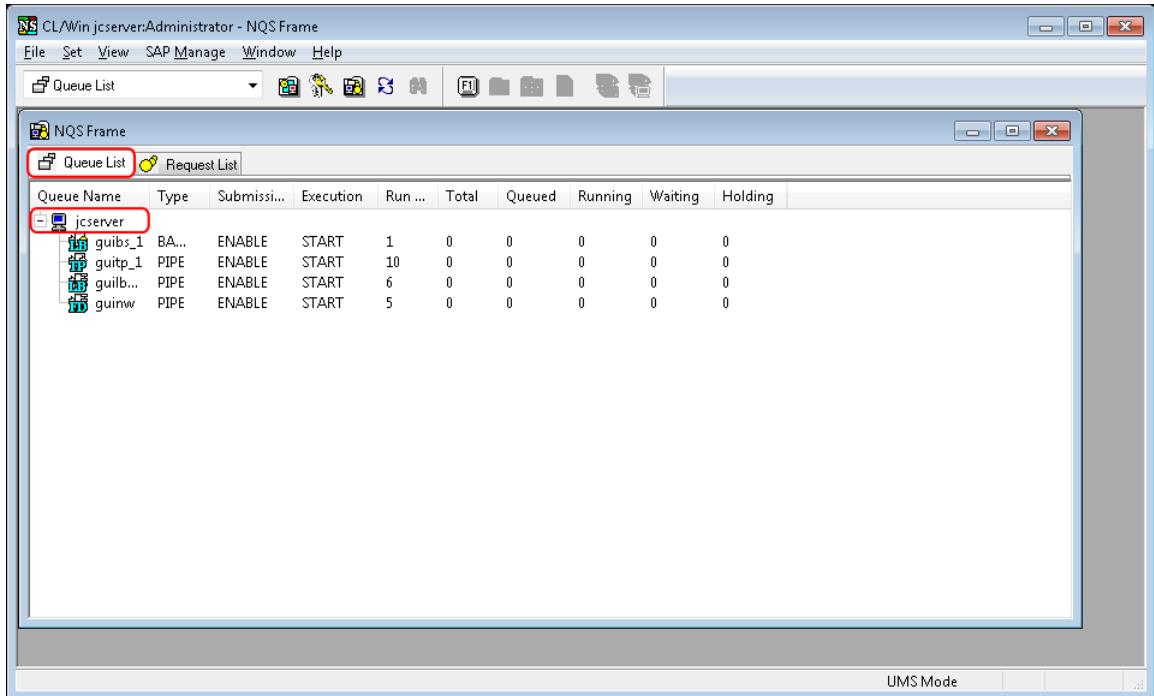 CL/Win jcserver:Administrator - NQS Frame
File Set View SAP Manage Window Help
Queue List
F1
NQS Frame
Queue List Request List
Queue Name Type Submissi... Execution Run ... Total Queued Running Waiting Holding
jcserver
guibs_1 BA... ENABLE START 1 0 0 0 0 0
guitp_1 PIPE ENABLE START 10 0 0 0 0 0
guilb... PIPE ENABLE START 6 0 0 0 0 0
guinw PIPE ENABLE START 5 0 0 0 0 0
UMS Mode